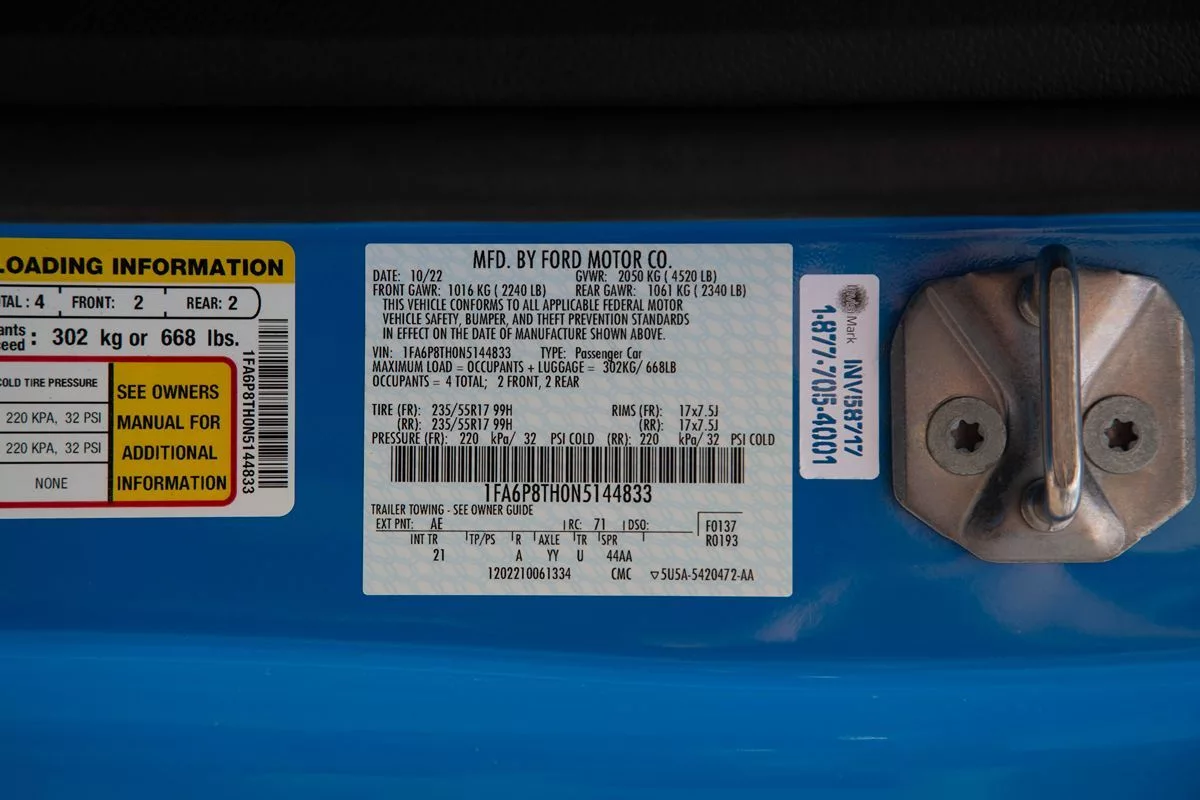 LOADING INFORMATION
TAL: 4 FRONT: 2 REAR: 2
ants
eed : 302 kg or 668 lbs.
COLD TIRE PRESSURE
220 KPA, 32 PSI
220 KPA, 32 PSI
NONE
SEE OWNERS
MANUAL FOR
ADDITIONAL
INFORMATION
1FA6P8TH0N5144833
MFD. BY FORD MOTOR CO.
DATE: 10/22 GVWR: 2050 KG ( 4520 LB)
FRONT GAWR: 1016 KG ( 2240 LB) REAR GAWR: 1061 KG ( 2340 LB)
THIS VEHICLE CONFORMS TO ALL APPLICABLE FEDERAL MOTOR
VEHICLE SAFETY, BUMPER, AND THEFT PREVENTION STANDARDS
IN EFFECT ON THE DATE OF MANUFACTURE SHOWN ABOVE.
VIN: 1FA6P8TH0N5144833 TYPE: Passenger Car
MAXIMUM LOAD = OCCUPANTS + LUGGAGE = 302KG/ 668LB
OCCUPANTS = 4 TOTAL; 2 FRONT, 2 REAR
TIRE (FR): 235/55R17 99H RIMS (FR): 17x7.5J
(RR): 235/55R17 99H (RR): 17x7.5J
PRESSURE (FR): 220 kPa/ 32 PSI COLD (RR): 220 kPa/ 32 PSI COLD
1FA6P8TH0N5144833
TRAILER TOWING - SEE OWNER GUIDE
EXT PNT: AE RC: 71 DSO: F0137
R0193
INT TR TP/PS R AXLE TR SPR
21 A YY U 44AA
1202210061334 CMC ▽5U5A-5420472-AA
Mark INV58717
1-877-705-4001